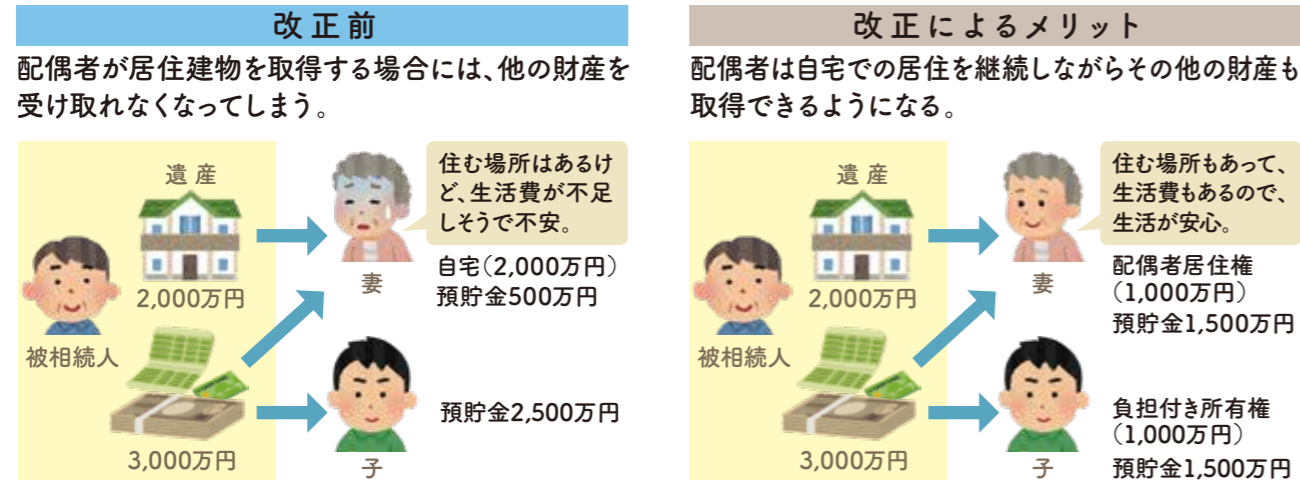 改正前
配偶者が居住建物を取得する場合には、他の財産を
受け取れなくなってしまう。
遺産
2,000万円
被相続人
3,000万円
妻
住む場所はあるけ
ど、生活費が不足
しそうで不安。
自宅（2,000万円）
預貯金500万円
子
預貯金2,500万円
改正によるメリット
配偶者は自宅での居住を継続しながらその他の財産も
取得できるようになる。
遺産
2,000万円
被相続人
3,000万円
妻
住む場所もあって、
生活費もあるので、
生活が安心。
配偶者居住権
（1,000万円）
預貯金1,500万円
子
負担付き所有権
（1,000万円）
預貯金1,500万円